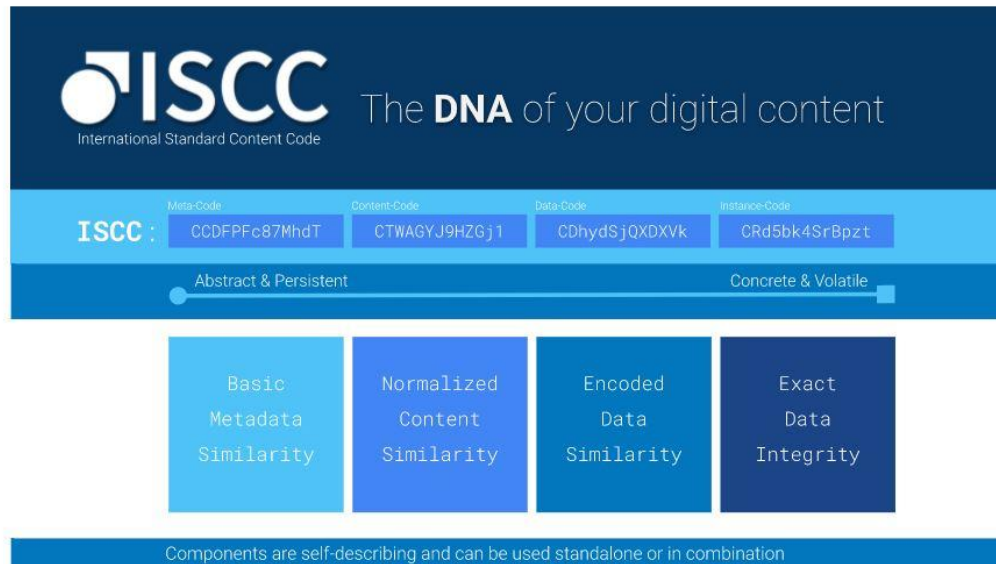 ISCC
International Standard Content Code
The DNA of your digital content
Meta-Code Content-Code Data-Code Instance-Code
ISCC: CCDFPFc87MhdT CTWAGYJ9HZGj1 CDhydSjQXDXVk CRd5bk4SrBpzt
Abstract & Persistent Concrete & Volatile
Basic
Metadata
Similarity
Normalized
Content
Similarity
Encoded
Data
Similarity
Exact
Data
Integrity
Components are self-describing and can be used standalone or in combination